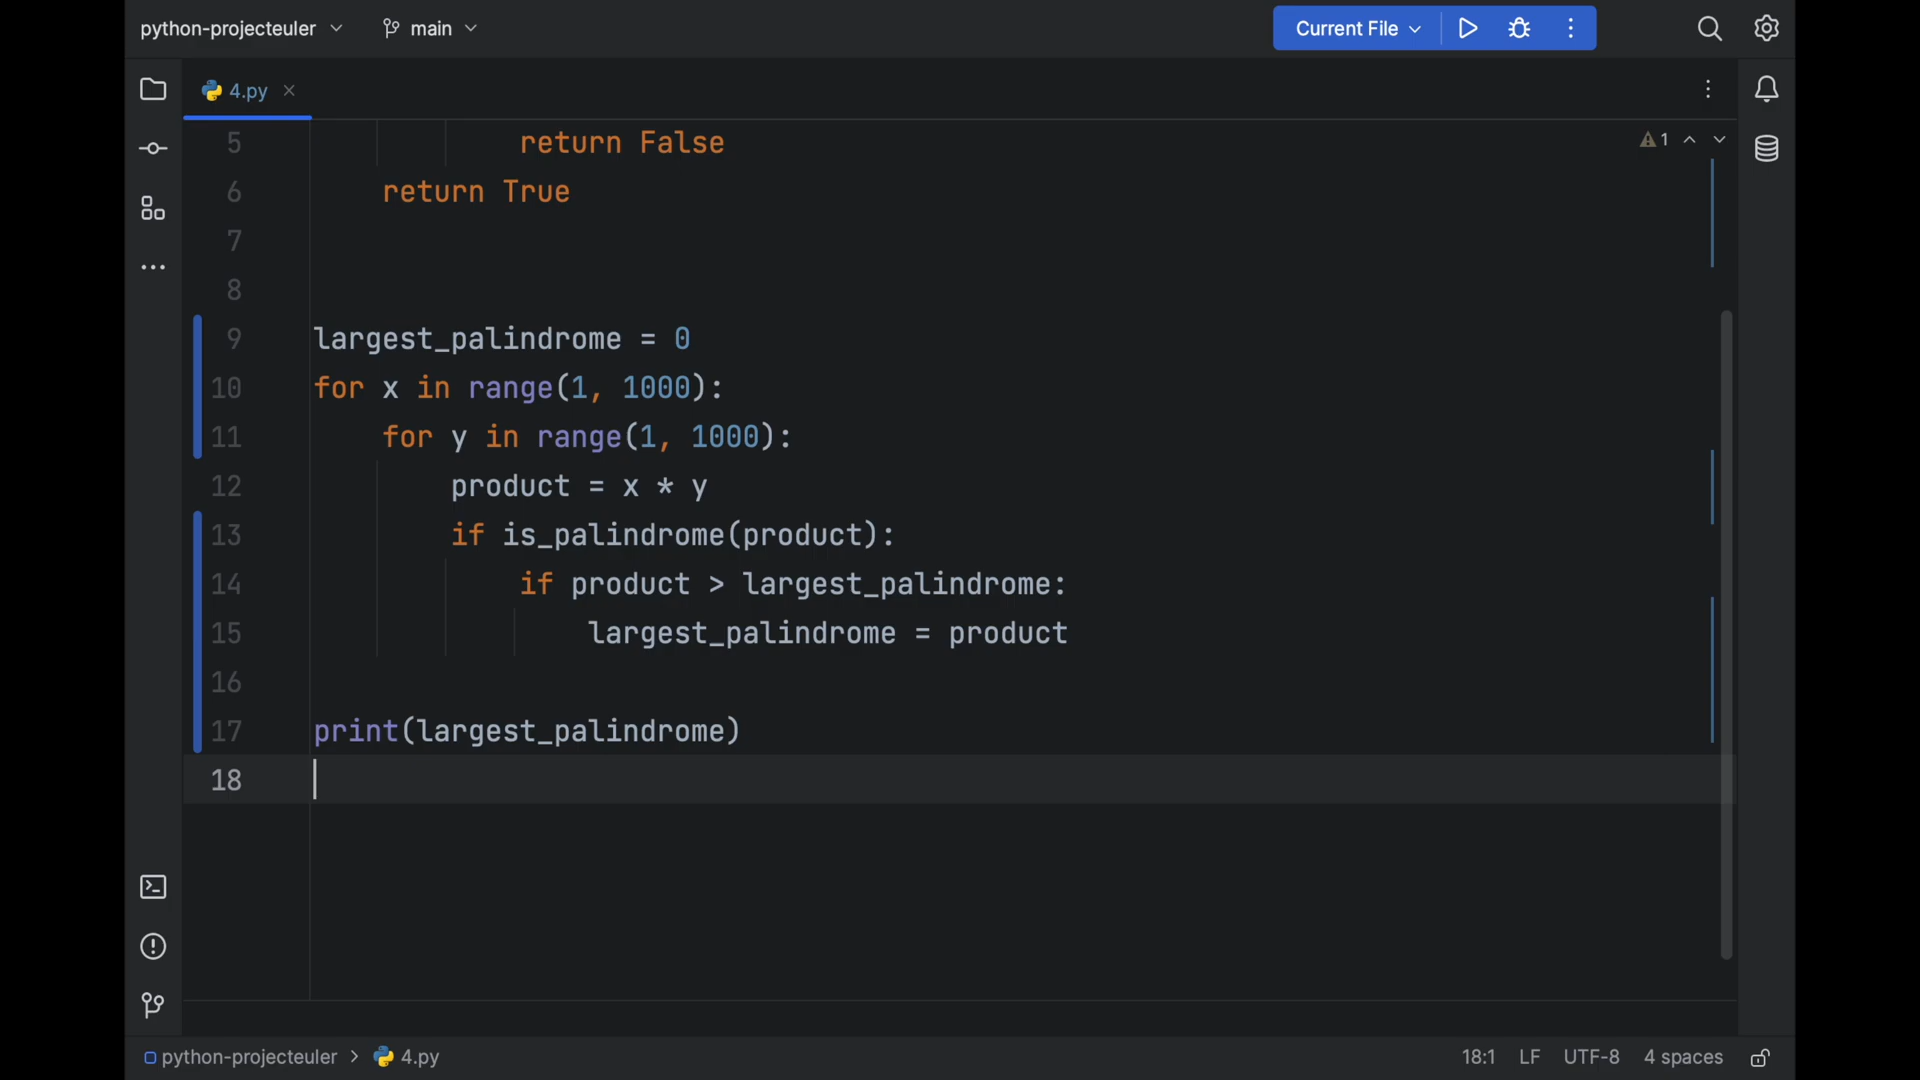 python-projecteuler main Current File
4.py
5 return False 1
6 return True
7
8
9 largest_palindrome = 0
10 for x in range(1, 1000):
11 for y in range(1, 1000):
12 product = x * y
13 if is_palindrome(product):
14 if product > largest_palindrome:
15 largest_palindrome = product
16
17 print(largest_palindrome)
18
python-projecteuler > 4.py 18:1 LF UTF-8 4 spaces